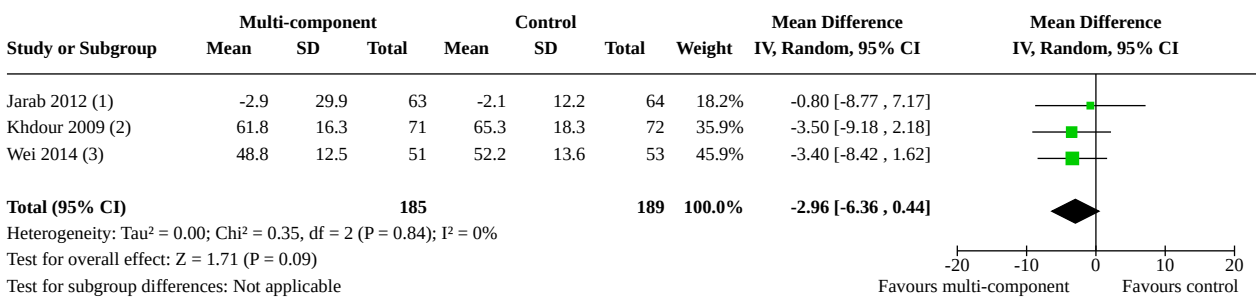 Multi-component Control Mean Difference Mean Difference
Study or Subgroup Mean SD Total Mean SD Total Weight IV, Random, 95% CI IV, Random, 95% CI
Jarab 2012 (1) -2.9 29.9 63 -2.1 12.2 64 18.2% -0.80 [-8.77 , 7.17]
Khdour 2009 (2) 61.8 16.3 71 65.3 18.3 72 35.9% -3.50 [-9.18 , 2.18]
Wei 2014 (3) 48.8 12.5 51 52.2 13.6 53 45.9% -3.40 [-8.42 , 1.62]
Total (95% CI) 185 189 100.0% -2.96 [-6.36 , 0.44]
Heterogeneity: Tau² = 0.00; Chi² = 0.35, df = 2 (P = 0.84); I² = 0%
Test for overall effect: Z = 1.71 (P = 0.09)
-20 -10 0 10 20
Test for subgroup differences: Not applicable Favours multi-component Favours control